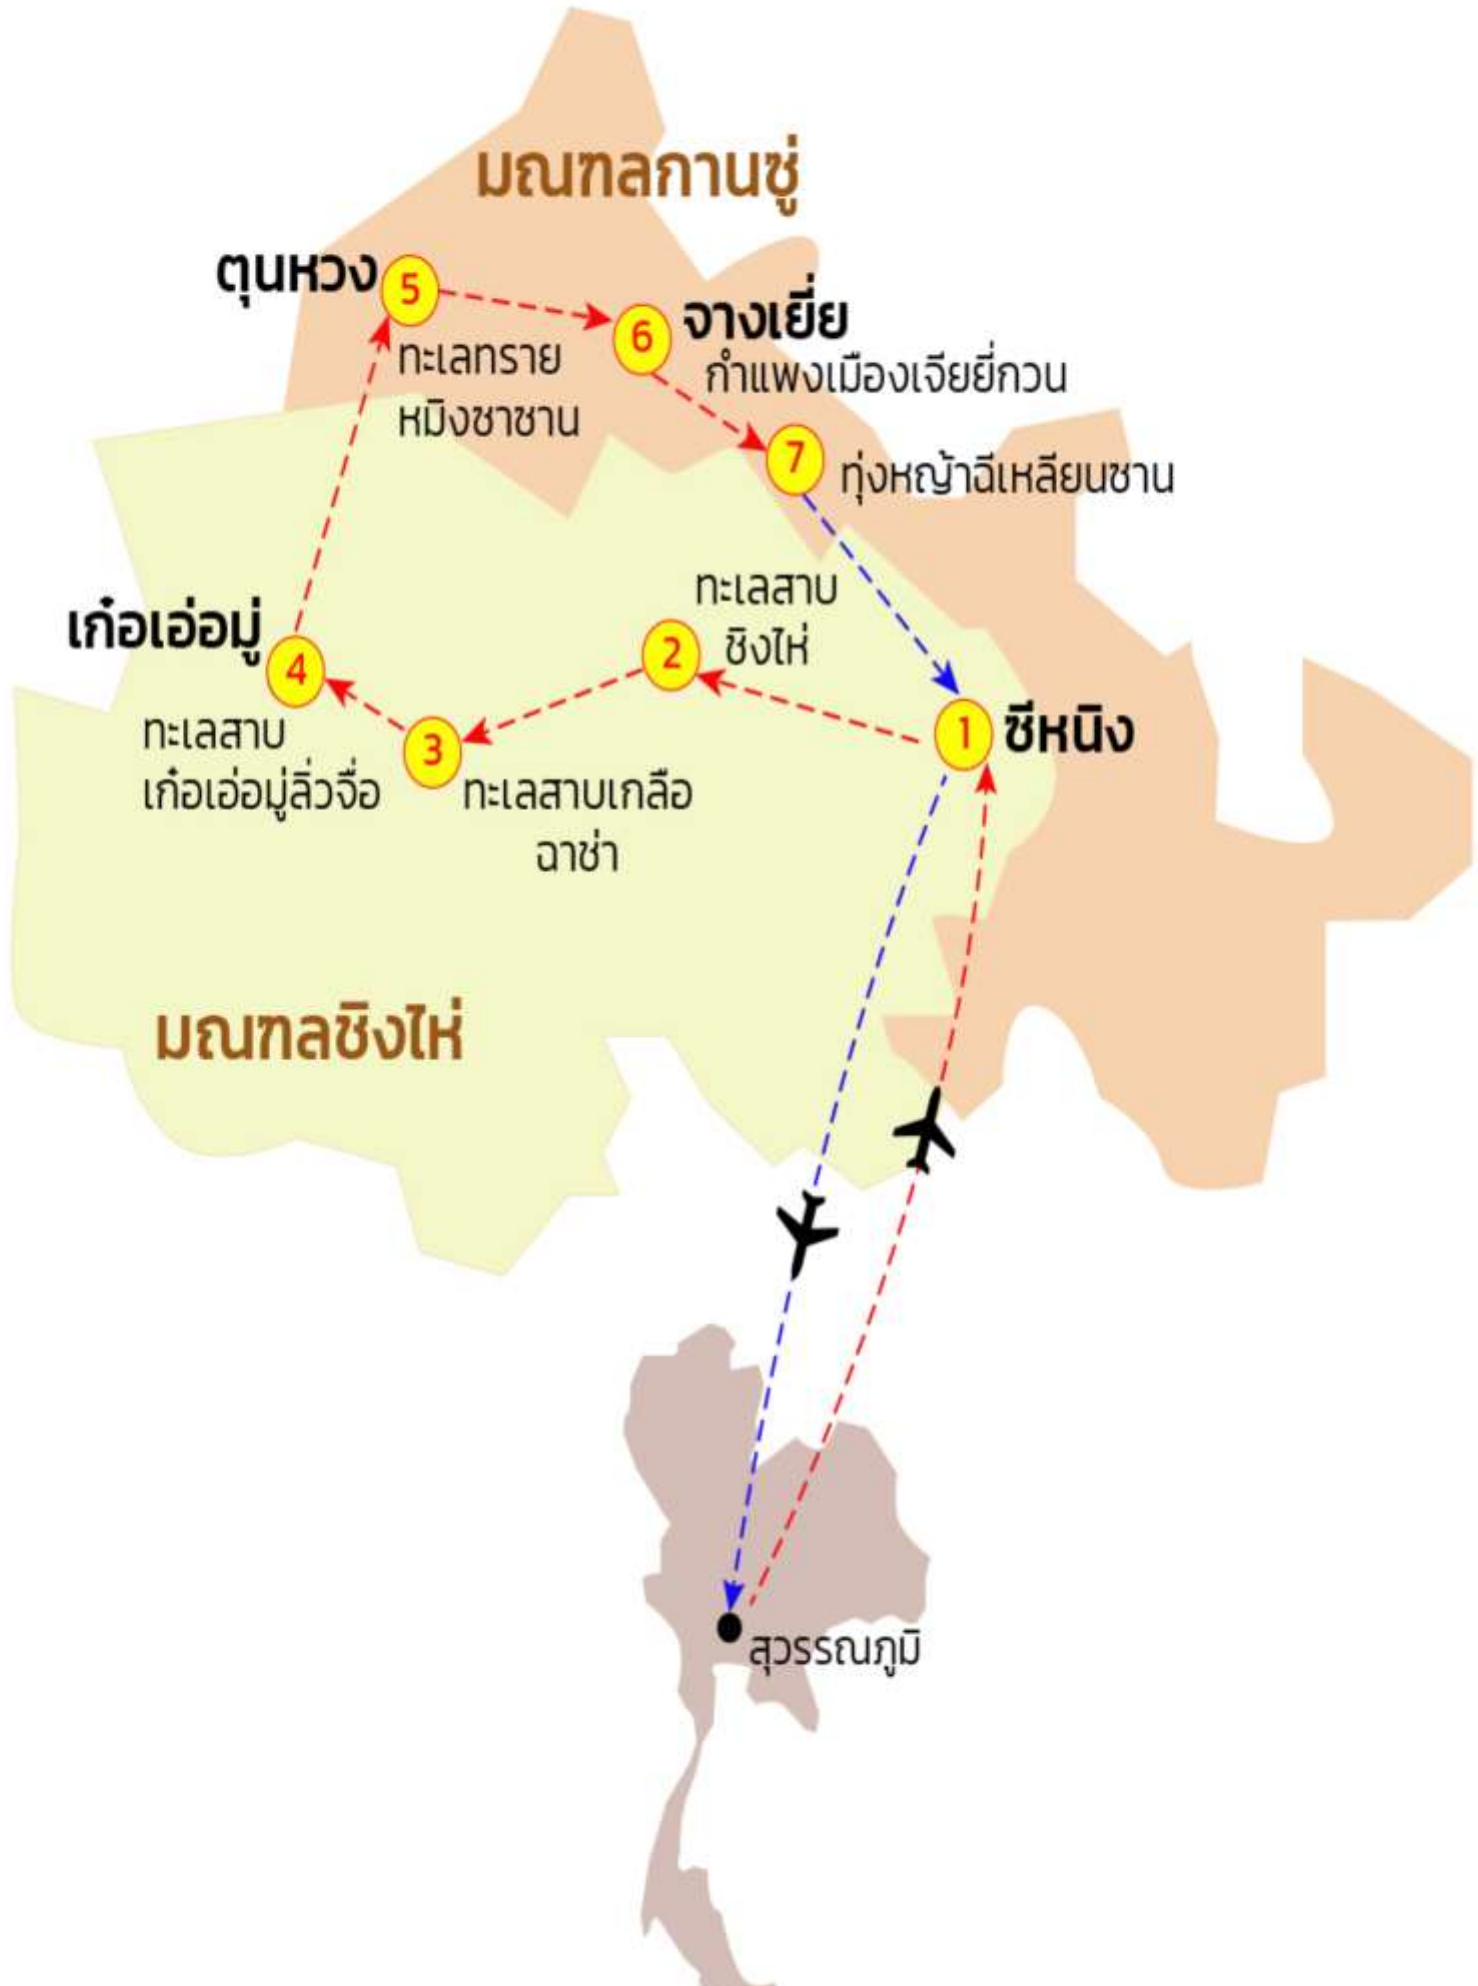 มณฑลกานซู่
ตุนหวง
5
ทะเลทราย
หมิงซาซาน
6
จางเยี่ย
กำแพงเมืองเจียยี่กวน
7
ทุ่งหญ้าฉีเหลียนซาน
ทะเลสาบ
ชิงไห่
2
เก๋อเอ่อมู่
4
ทะเลสาบ
เก๋อเอ่อมู่ลิ่วจื่อ
3
ทะเลสาบเกลือ
ฉาช่า
1
ซีหนิง
มณฑลชิงไห่
สุวรรณภูมิ